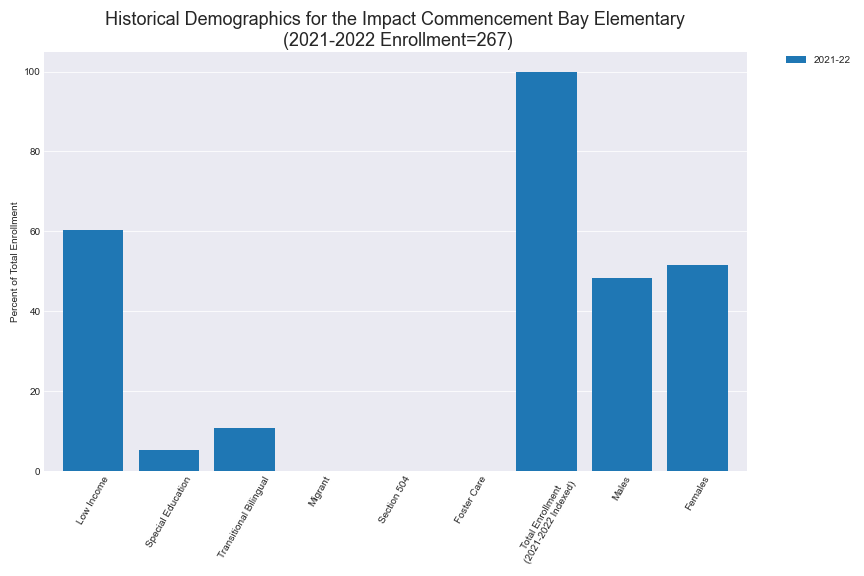 Historical Demographics for the Impact Commencement Bay Elementary
(2021-2022 Enrollment=267)
2021-22
Percent of Total Enrollment
100
80
60
40
20
0
Low Income
Special Education
Transitional Bilingual
Migrant
Section 504
Foster Care
Total Enrollment
(2021-2022 Indexed)
Males
Females